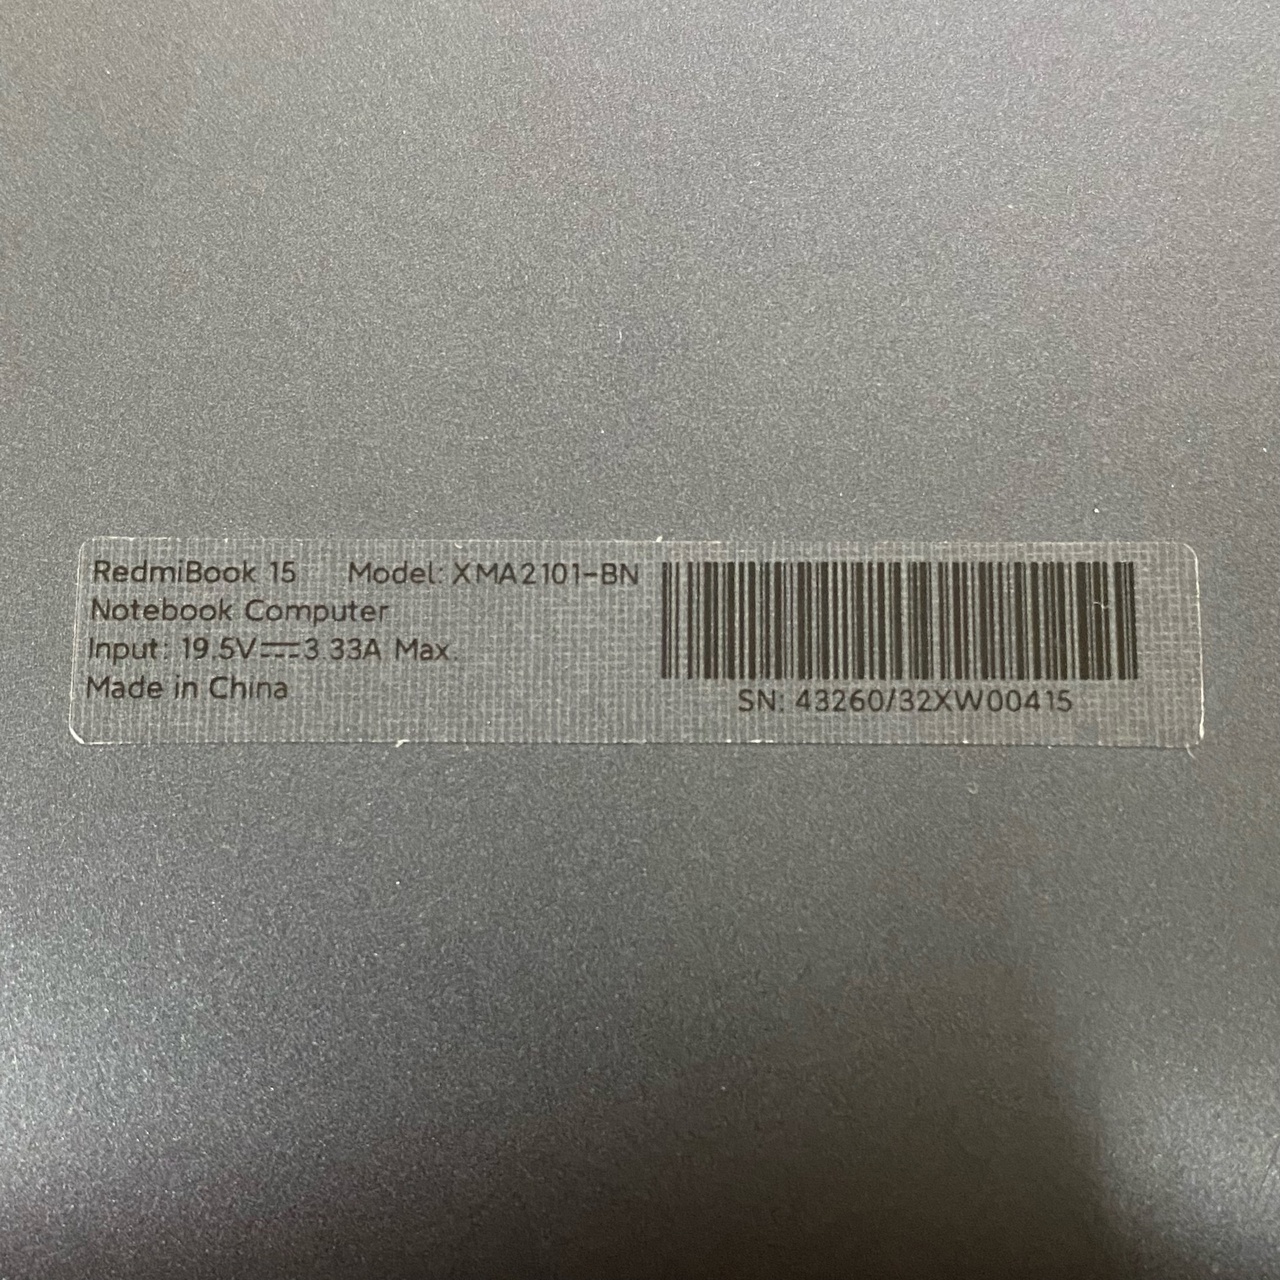 RedmiBook 15 Model: XMA2101-BN
Notebook Computer
Input: 19.5V⎓3.33A Max.
Made in China
SN: 43260/32XW00415